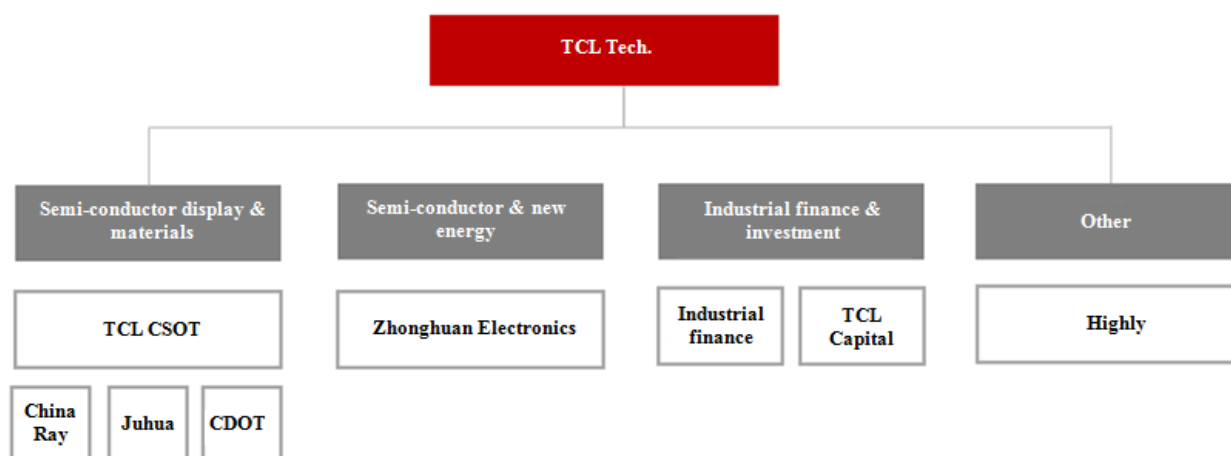 TCL Tech.
Semi-conductor display &
materials
Semi-conductor & new
energy
Industrial finance &
investment
Other
TCL CSOT
Zhonghuan Electronics
Industrial
finance
TCL
Capital
Highly
China
Ray
Juhua
CDOT